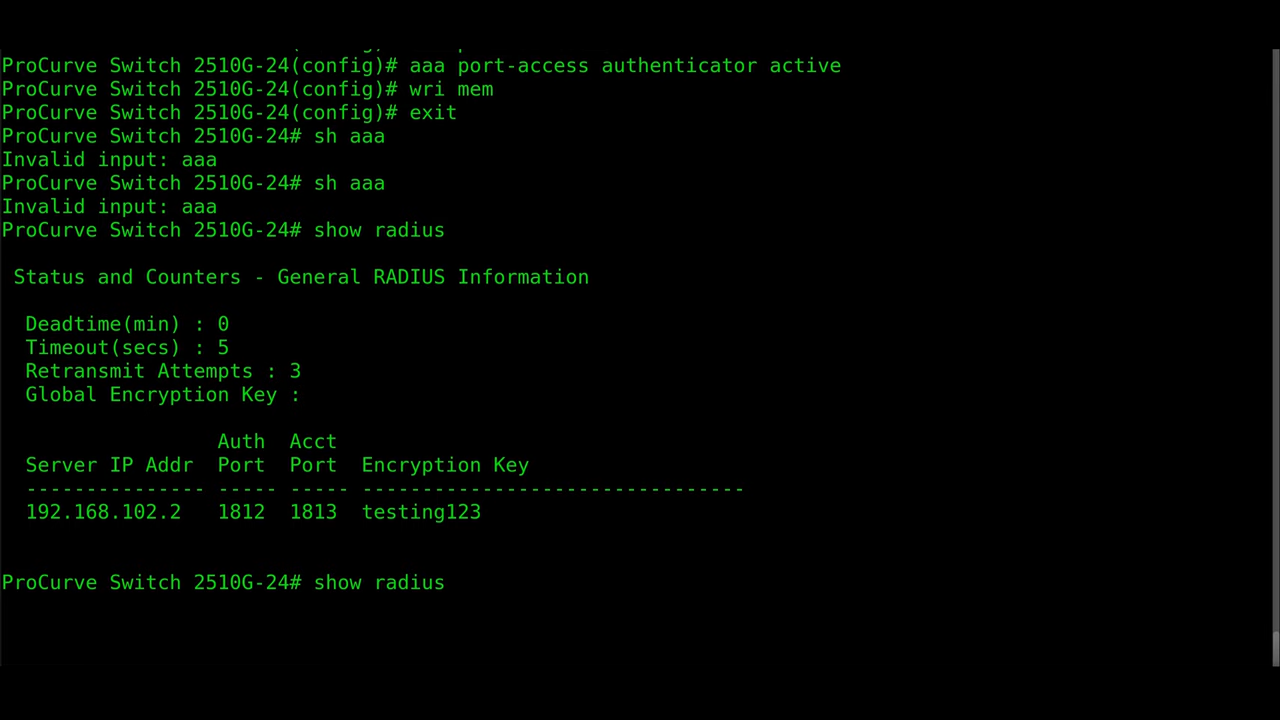 ProCurve Switch 2510G-24(config)# aaa port-access authenticator active
ProCurve Switch 2510G-24(config)# wri mem
ProCurve Switch 2510G-24(config)# exit
ProCurve Switch 2510G-24# sh aaa
Invalid input: aaa
ProCurve Switch 2510G-24# sh aaa
Invalid input: aaa
ProCurve Switch 2510G-24# show radius
Status and Counters - General RADIUS Information
Deadtime(min) : 0
Timeout(secs) : 5
Retransmit Attempts : 3
Global Encryption Key :
Auth Acct
Server IP Addr Port Port Encryption Key
--------------- ----- ----- --------------------------------
192.168.102.2 1812 1813 testing123
ProCurve Switch 2510G-24# show radius